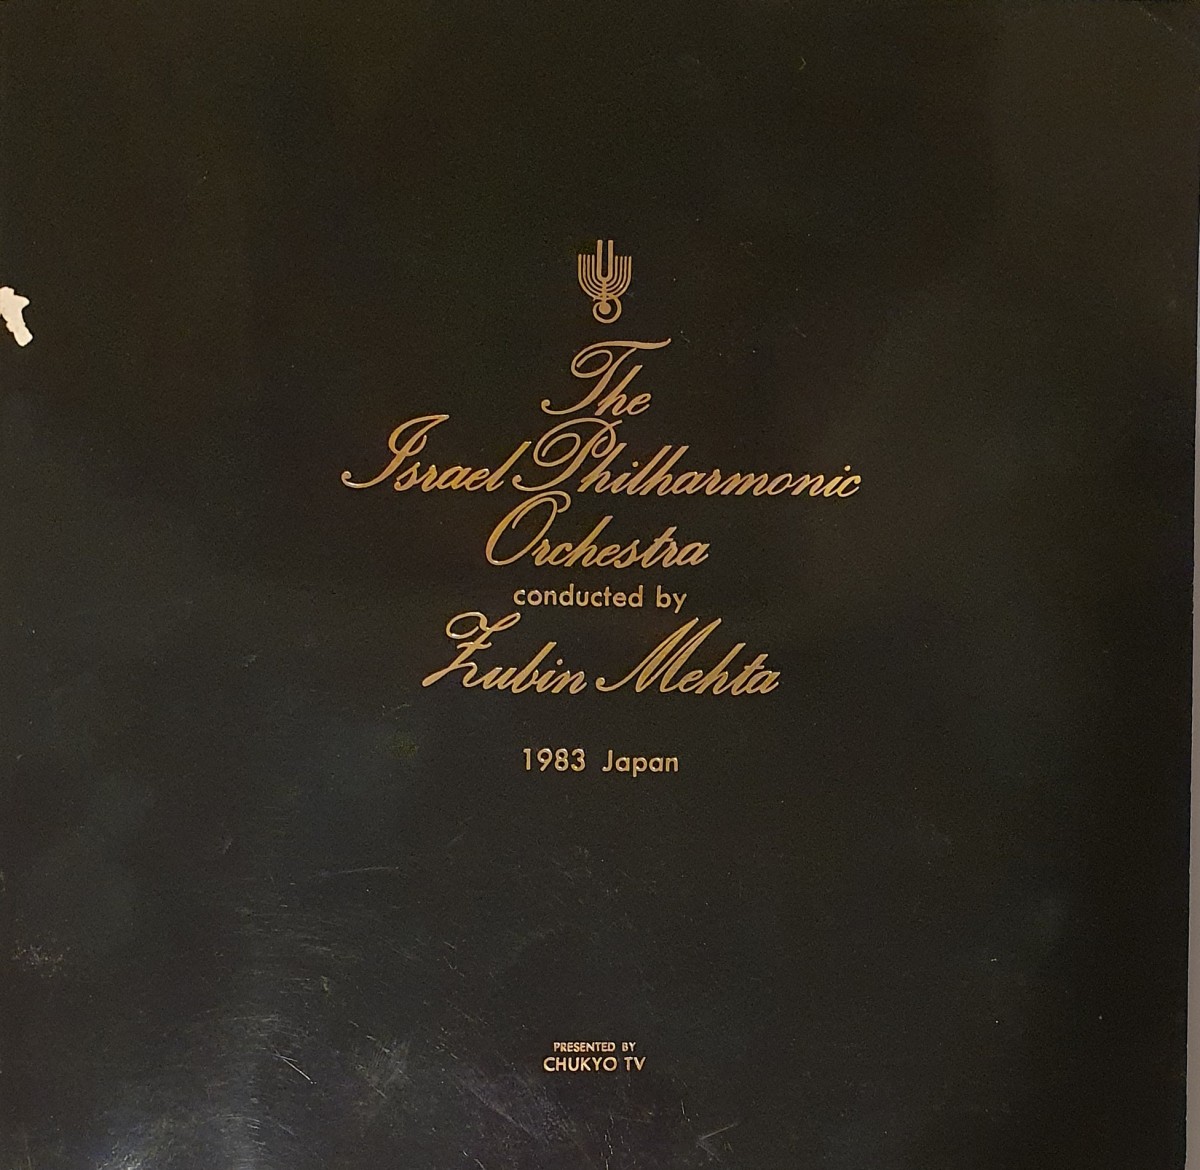 The
Israel Philharmonic
Orchestra
conducted by
Zubin Mehta
1983 Japan
PRESENTED BY
CHUKYO TV